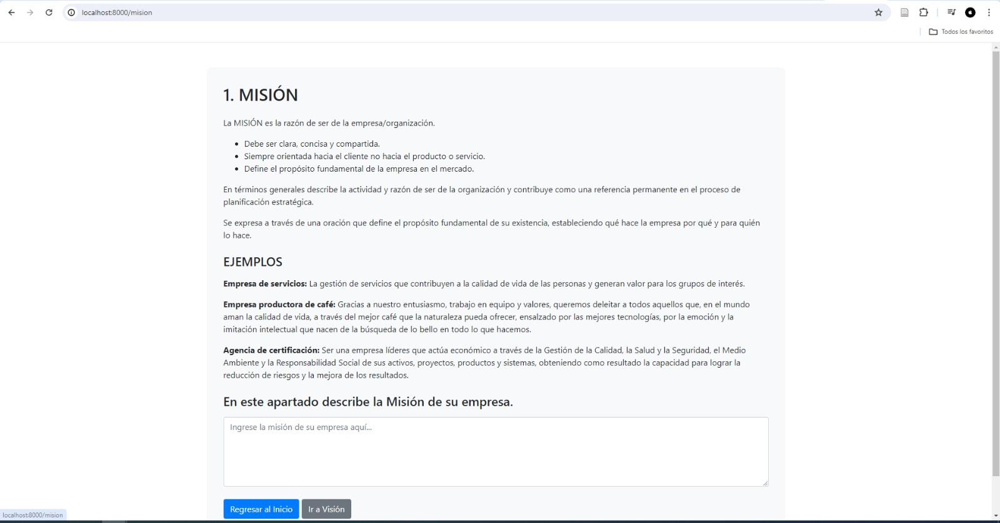 localhost:8000/mision
Todos los favoritos
1. MISIÓN
La MISIÓN es la razón de ser de la empresa/organización.
Debe ser clara, concisa y compartida.
Siempre orientada hacia el cliente no hacia el producto o servicio.
Define el propósito fundamental de la empresa en el mercado.
En términos generales describe la actividad y razón de ser de la organización y contribuye como una referencia permanente en el proceso de
planificación estratégica.
Se expresa a través de una oración que define el propósito fundamental de su existencia, estableciendo qué hace la empresa por qué y para quién
lo hace.
EJEMPLOS
Empresa de servicios: La gestión de servicios que contribuyen a la calidad de vida de las personas y generan valor para los grupos de interés.
Empresa productora de café: Gracias a nuestro entusiasmo, trabajo en equipo y valores, queremos deleitar a todos aquellos que, en el mundo
aman la calidad de vida, a través del mejor café que la naturaleza pueda ofrecer, ensalzado por las mejores tecnologías, por la emoción y la
imitación intelectual que nacen de la búsqueda de lo bello en todo lo que hacemos.
Agencia de certificación: Ser una empresa líderes que actúa económico a través de la Gestión de la Calidad, la Salud y la Seguridad, el Medio
Ambiente y la Responsabilidad Social de sus activos, proyectos, productos y sistemas, obteniendo como resultado la capacidad para lograr la
reducción de riesgos y la mejora de los resultados.
En este apartado describe la Misión de su empresa.
Ingrese la misión de su empresa aquí...
Regresar al Inicio
Ir a Visión
localhost:8000/mision